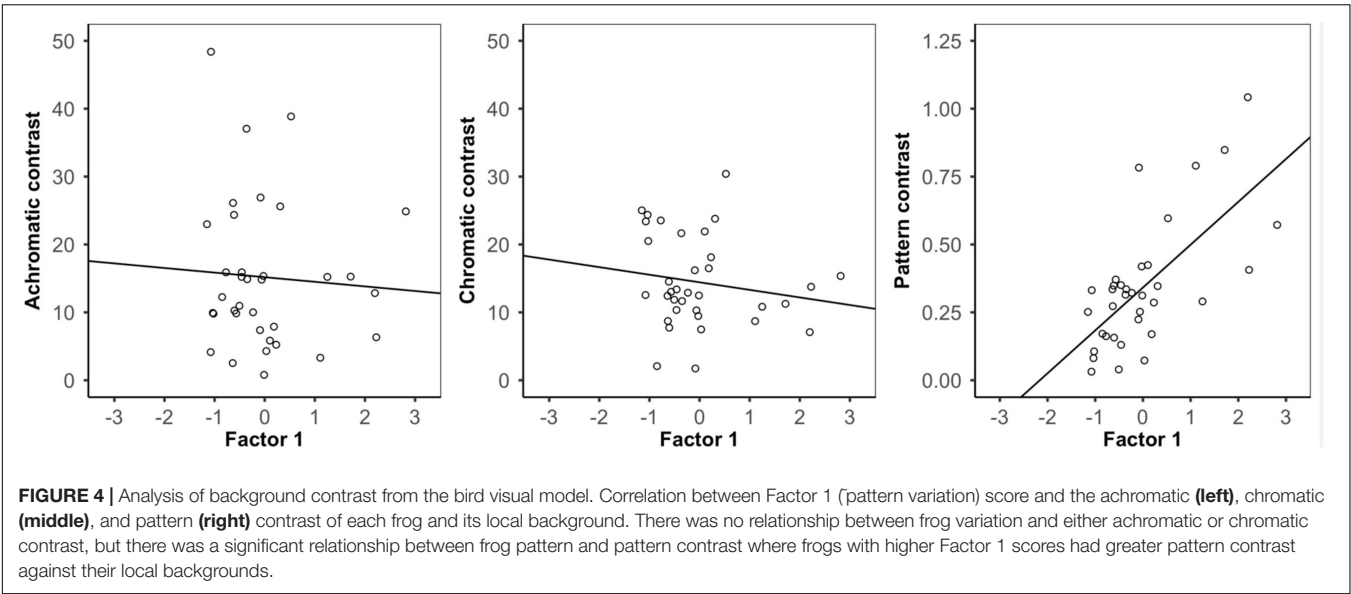 50
40
30
20
10
0
Achromatic contrast
-3 -2 -1 0 1 2 3
Factor 1
50
40
30
20
10
0
Chromatic contrast
-3 -2 -1 0 1 2 3
Factor 1
1.25
1.00
0.75
0.50
0.25
0.00
Pattern contrast
-3 -2 -1 0 1 2 3
Factor 1
FIGURE 4 | Analysis of background contrast from the bird visual model. Correlation between Factor 1 (˜pattern variation) score and the achromatic (left), chromatic
(middle), and pattern (right) contrast of each frog and its local background. There was no relationship between frog variation and either achromatic or chromatic
contrast, but there was a significant relationship between frog pattern and pattern contrast where frogs with higher Factor 1 scores had greater pattern contrast
against their local backgrounds.